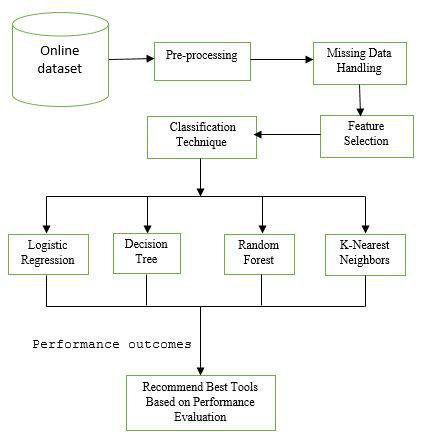 Online
dataset
Pre-processing
Missing Data
Handling
Classification
Technique
Feature
Selection
Logistic
Regression
Decision
Tree
Random
Forest
K-Nearest
Neighbors
Performance outcomes
Recommend Best Tools
Based on Performance
Evaluation